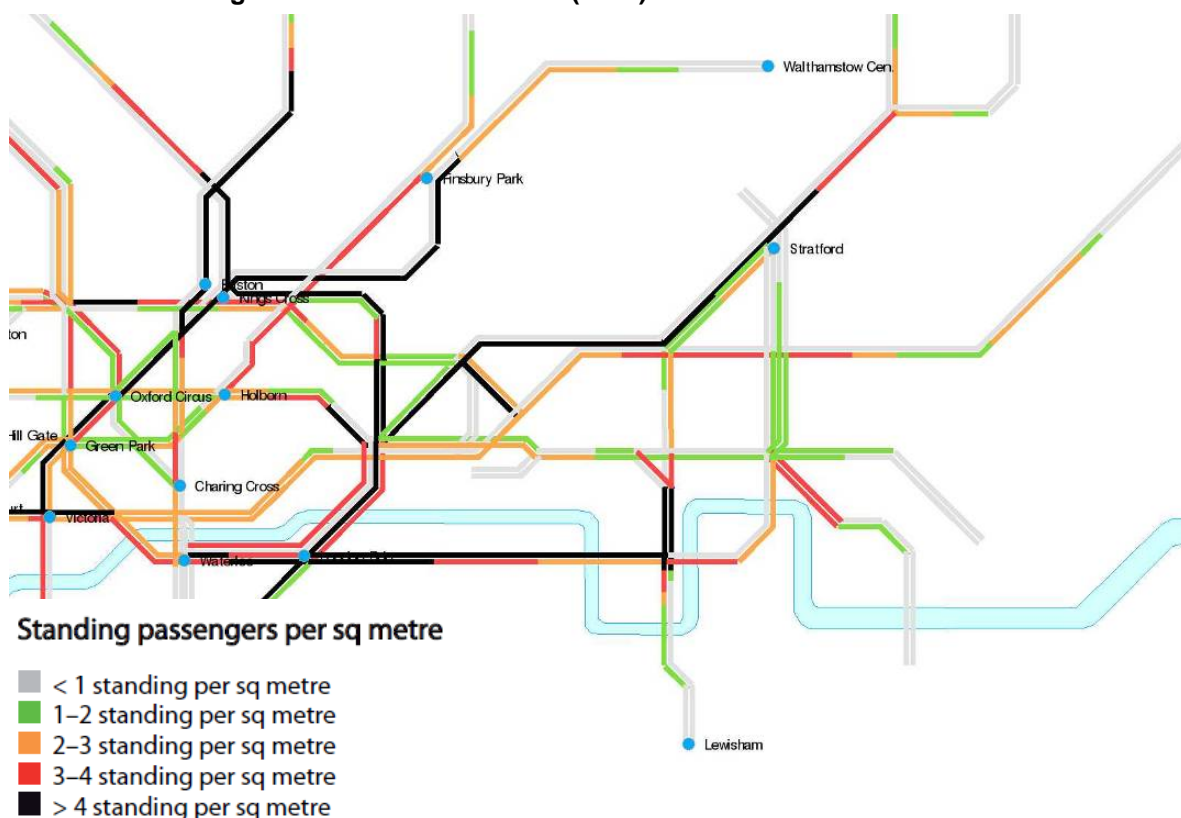 Walthamstow Cen.
Finsbury Park
Stratford
Euston
Kings Cross
ton
Oxford Circus
Holborn
Hill Gate
Green Park
Charing Cross
Victoria
Waterloo
Standing passengers per sq metre
< 1 standing per sq metre
1–2 standing per sq metre
2–3 standing per sq metre
3–4 standing per sq metre
> 4 standing per sq metre
Lewisham